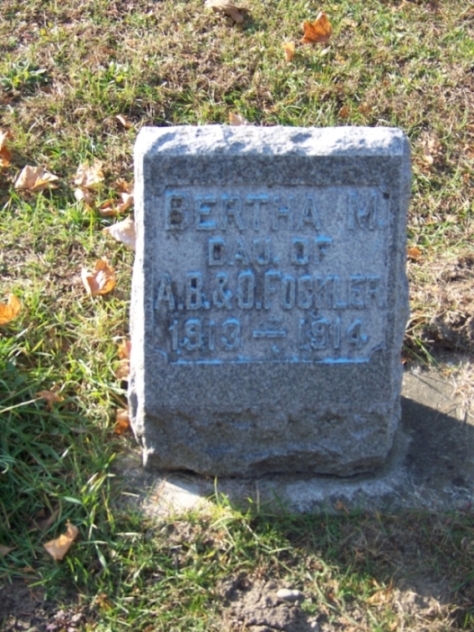 BERTHA M
DAU. OF
A.B.&O. FOCKLER
1913 – 1914